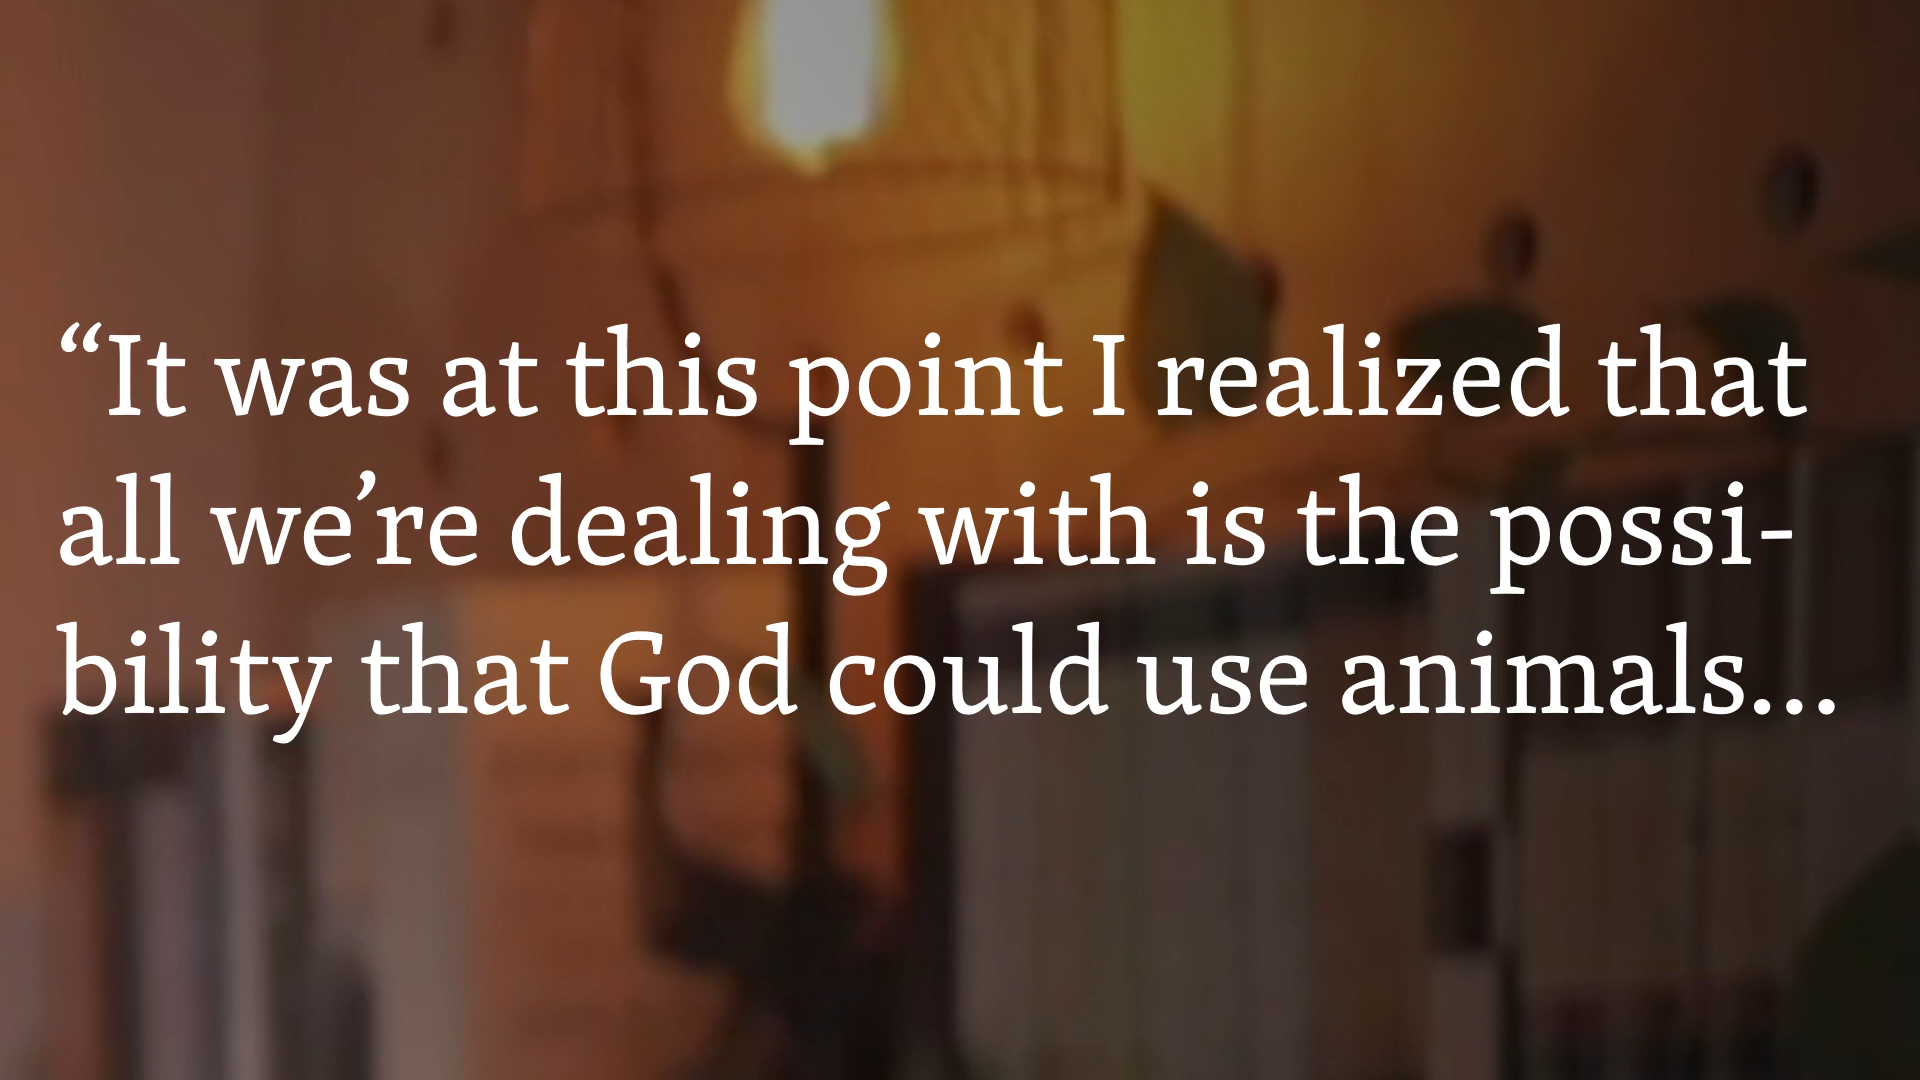 “It was at this point I realized that
all we’re dealing with is the possi-
bility that God could use animals...